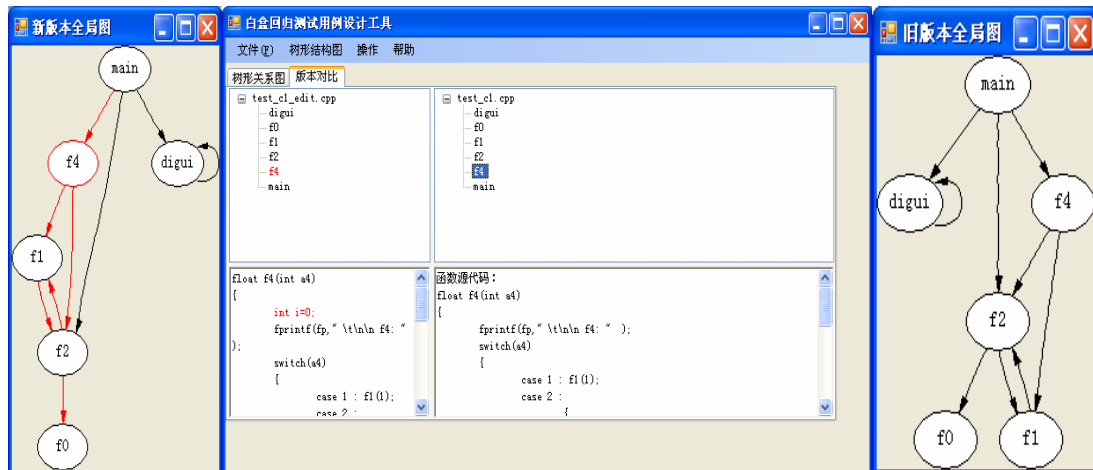 新版本全局图
main
f4
digui
f1
f2
f0
白盒回归测试用例设计工具
文件(F) 树形结构图 操作 帮助
树形关系图 版本对比
test_cl_edit.cpp
digui
f0
f1
f2
f4
main
test_cl.cpp
digui
f0
f1
f2
f4
main
float f4(int a4)
{
int i=0;
fprintf(fp," \t\n\n f4: "
);
switch(a4)
{
case 1 : f1(1);
case 2 :
函数源代码:
float f4(int a4)
{
fprintf(fp," \t\n\n f4: " );
switch(a4)
{
case 1 : f1(1);
case 2 :
{
旧版本全局图
main
digui
f4
f2
f0
f1